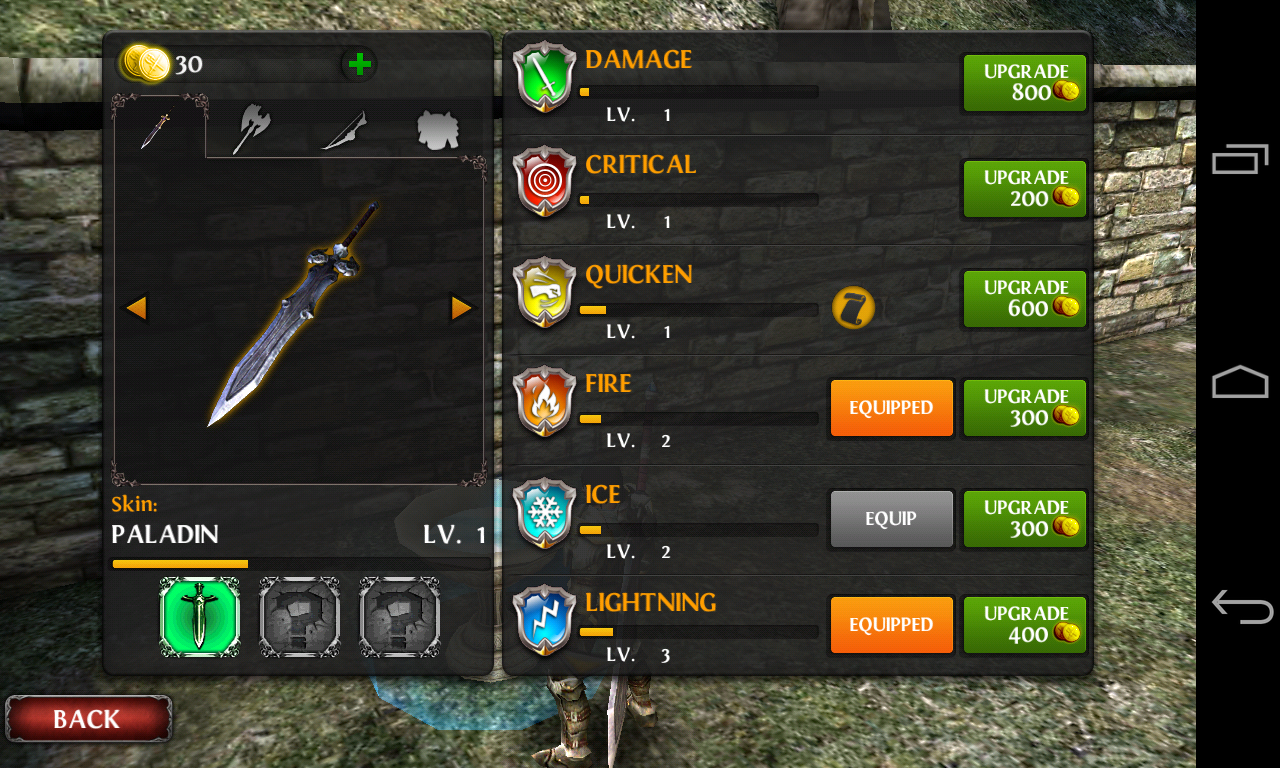 30
Skin:
PALADIN LV. 1
BACK
DAMAGE
LV. 1
UPGRADE
800
CRITICAL
LV. 1
UPGRADE
200
QUICKEN
LV. 1
7
UPGRADE
600
FIRE
LV. 2
EQUIPPED
UPGRADE
300
ICE
LV. 2
EQUIP
UPGRADE
300
LIGHTNING
LV. 3
EQUIPPED
UPGRADE
400